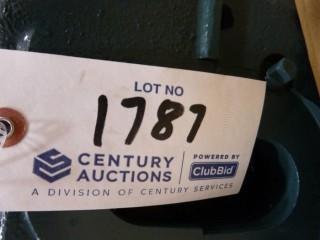 LOT NO
1787
CENTURY
AUCTIONS
POWERED BY
ClubBid
A DIVISION OF CENTURY SERVICES